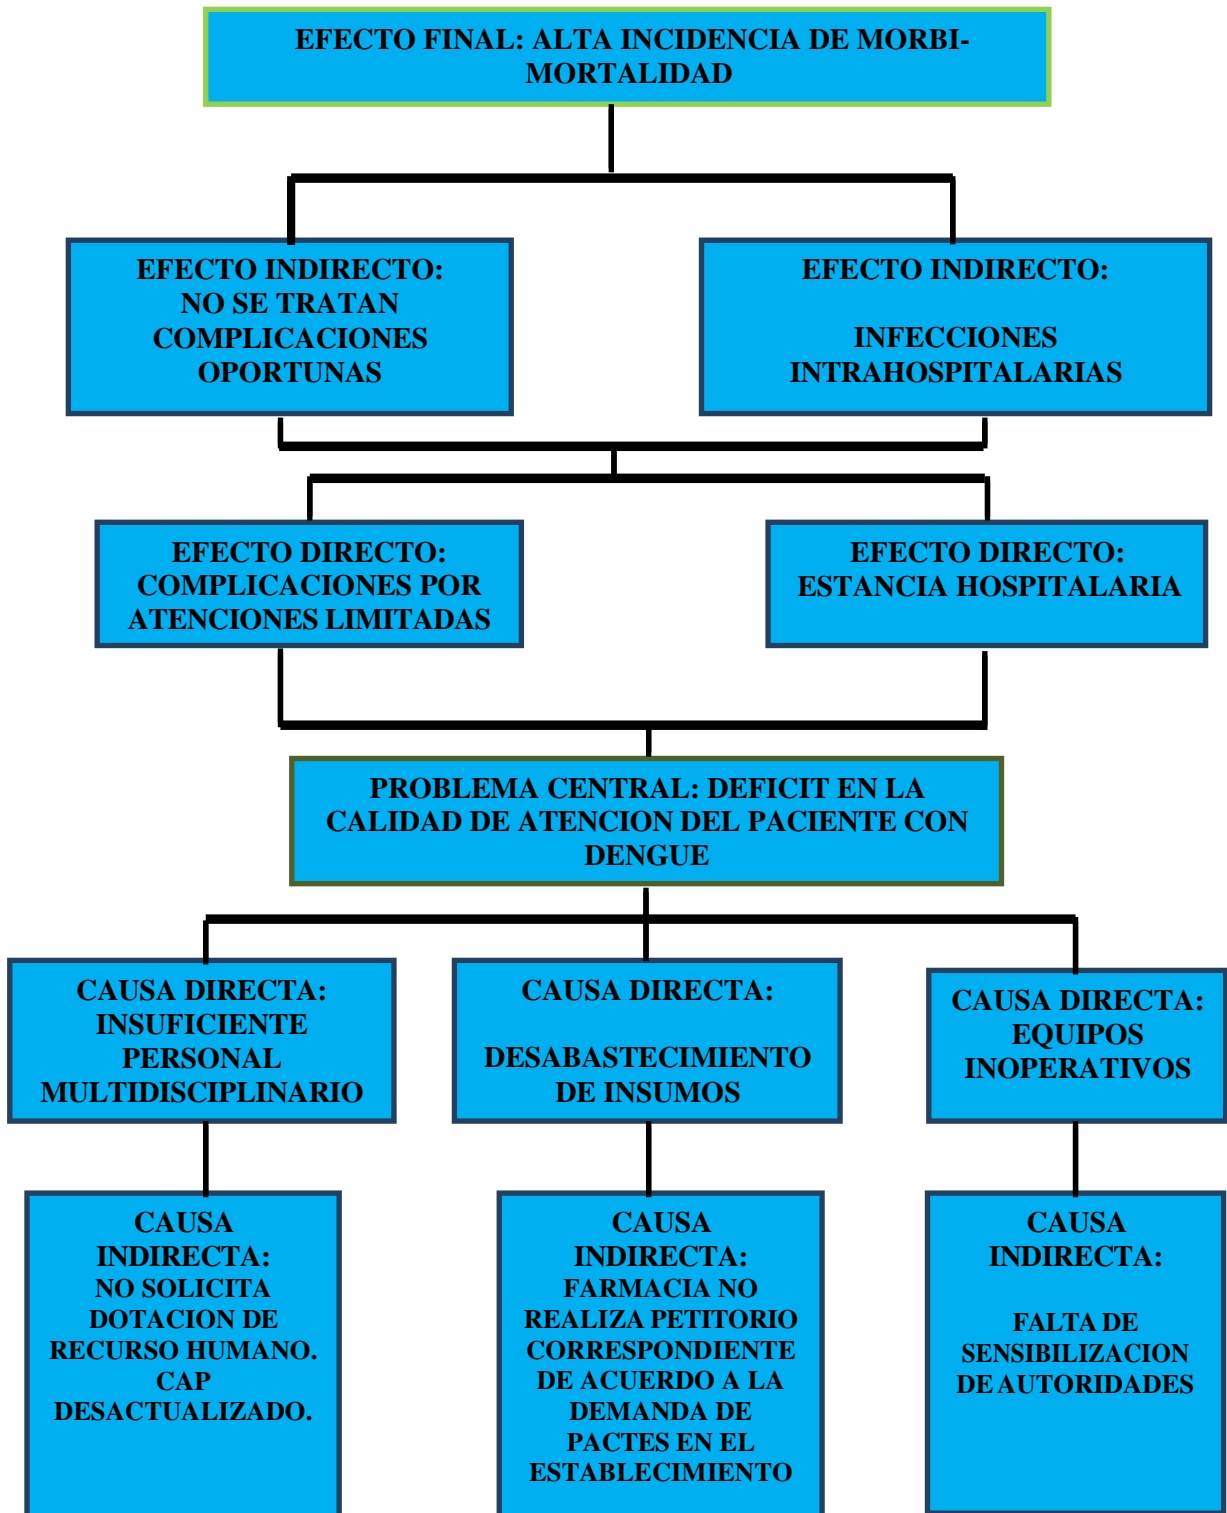 EFECTO FINAL: ALTA INCIDENCIA DE MORBI-
MORTALIDAD
EFECTO INDIRECTO:
NO SE TRATAN
COMPLICACIONES
OPORTUNAS
EFECTO INDIRECTO:
INFECCIONES
INTRAHOSPITALARIAS
EFECTO DIRECTO:
COMPLICACIONES POR
ATENCIONES LIMITADAS
EFECTO DIRECTO:
ESTANCIA HOSPITALARIA
PROBLEMA CENTRAL: DEFICIT EN LA
CALIDAD DE ATENCION DEL PACIENTE CON
DENGUE
CAUSA DIRECTA:
INSUFICIENTE
PERSONAL
MULTIDISCIPLINARIO
CAUSA DIRECTA:
DESABASTECIMIENTO
DE INSUMOS
CAUSA DIRECTA:
EQUIPOS
INOPERATIVOS
CAUSA
INDIRECTA:
NO SOLICITA
DOTACION DE
RECURSO HUMANO.
CAP
DESACTUALIZADO.
CAUSA
INDIRECTA:
FARMACIA NO
REALIZA PETITORIO
CORRESPONDIENTE
DE ACUERDO A LA
DEMANDA DE
PACTES EN EL
ESTABLECIMIENTO
CAUSA
INDIRECTA:
FALTA DE
SENSIBILIZACION
DE AUTORIDADES